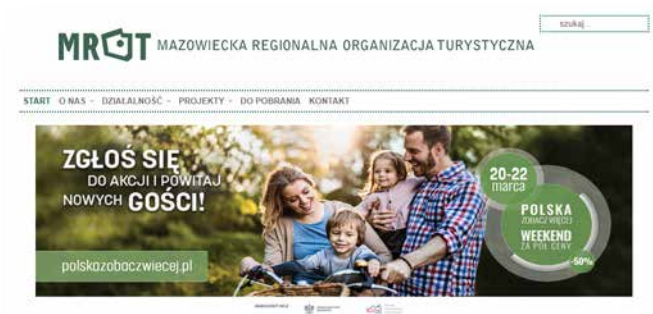 szukaj...
MROT MAZOWIECKA REGIONALNA ORGANIZACJA TURYSTYCZNA
START O NAS DZIAŁALNOŚĆ PROJEKTY DO POBRANIA KONTAKT
ZGŁOŚ SIĘ
DO AKCJI I POWITAJ
NOWYCH GOŚCI!
20-22
marca
POLSKA
ZOBACZ WIĘCEJ
WEEKEND
ZA PÓŁ CENY
-50%
polskazobaczwiecej.pl